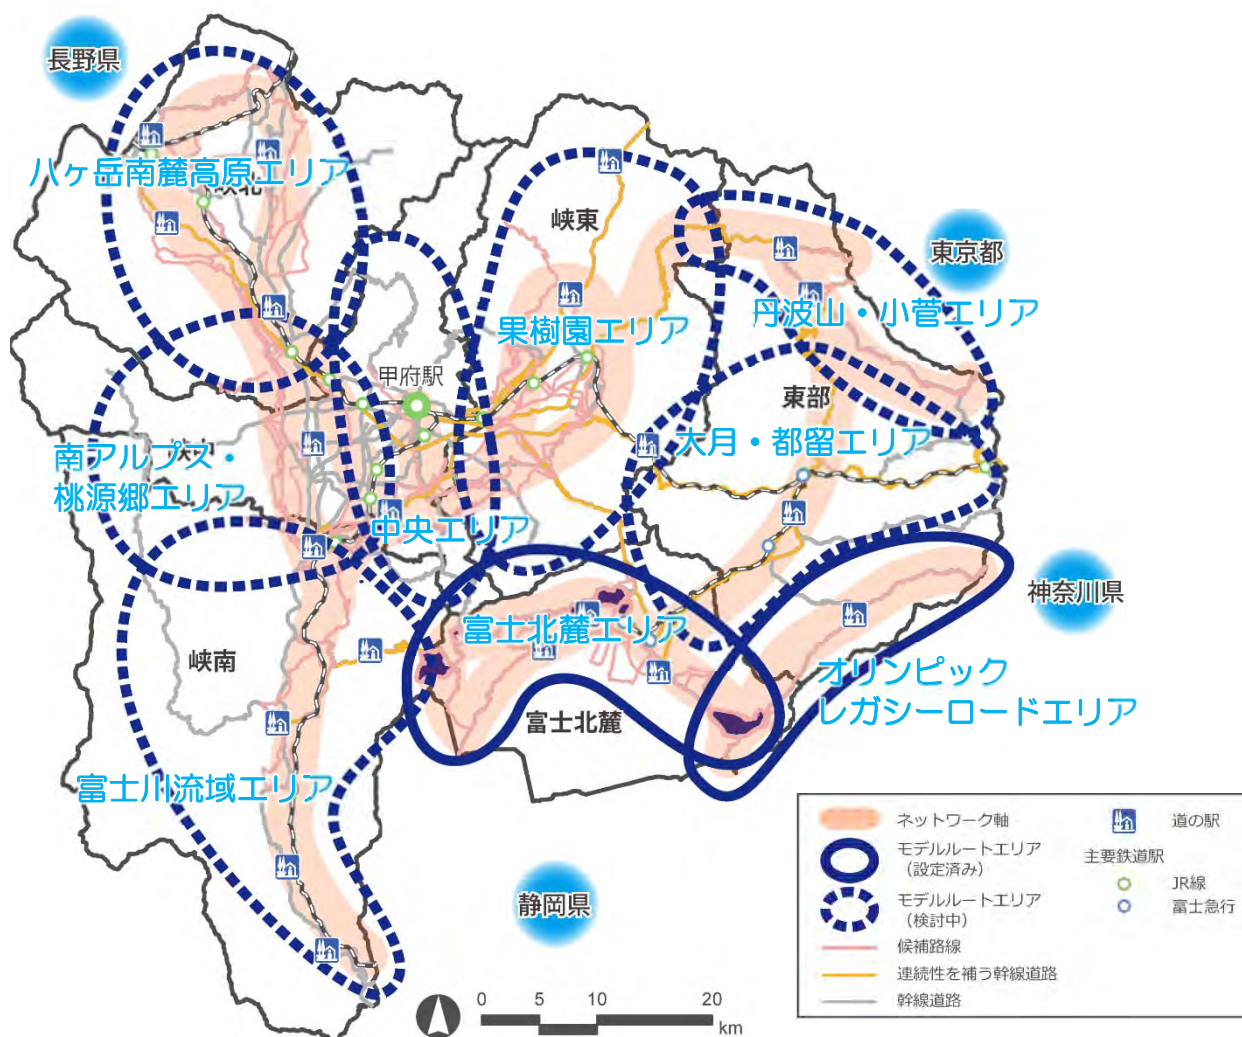 長野県
八ヶ岳南麓高原エリア
峡北
峡東
東京都
丹波山・小菅エリア
果樹園エリア
甲府駅
東部
大月・都留エリア
南アルプス・
桃源郷エリア
中央エリア
神奈川県
富士北麓エリア
峡南
オリンピック
レガシーロードエリア
富士北麓
富士川流域エリア
静岡県
ネットワーク軸
モデルルートエリア
（設定済み）
モデルルートエリア
（検討中）
候補路線
連続性を補う幹線道路
幹線道路
道の駅
主要鉄道駅
JR線
富士急行
0 5 10 20
km